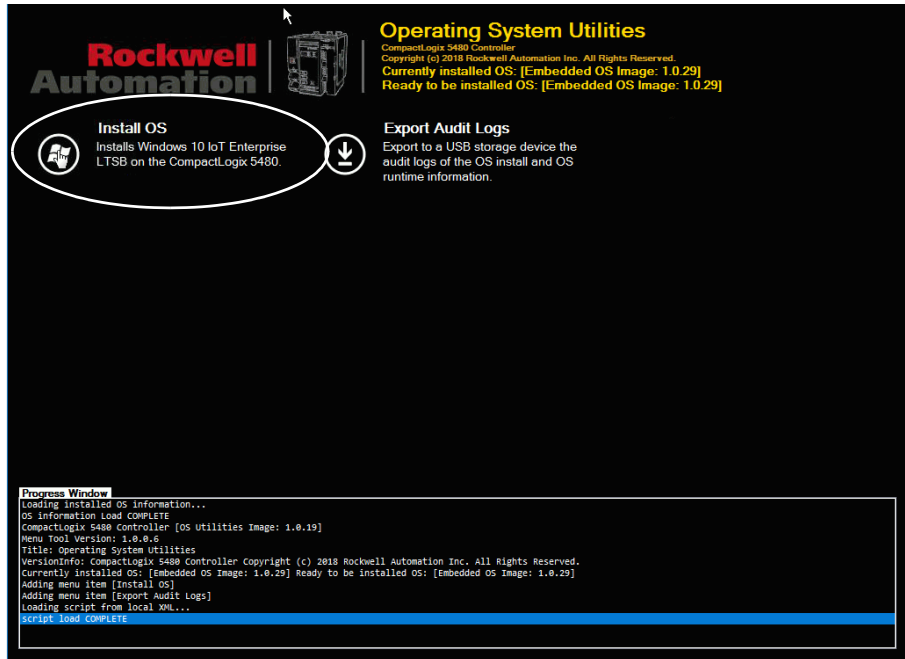 Rockwell
Automation
Operating System Utilities
CompactLogix 5480 Controller
Copyright (c) 2018 Rockwell Automation Inc. All Rights Reserved.
Currently installed OS: [Embedded OS Image: 1.0.29]
Ready to be installed OS: [Embedded OS Image: 1.0.29]
Install OS
Installs Windows 10 IoT Enterprise
LTSB on the CompactLogix 5480.
Export Audit Logs
Export to a USB storage device the
audit logs of the OS install and OS
runtime information.
Progress Window
Loading installed OS information...
OS information Load COMPLETE
CompactLogix 5480 Controller [OS Utilities Image: 1.0.19]
Menu Tool Version: 1.0.0.6
Title: Operating System Utilities
VersionInfo: CompactLogix 5480 Controller Copyright (c) 2018 Rockwell Automation Inc. All Rights Reserved.
Currently installed OS: [Embedded OS Image: 1.0.29] Ready to be installed OS: [Embedded OS Image: 1.0.29]
Adding menu item [Install OS]
Adding menu item [Export Audit Logs]
Loading script from local XML...
script load COMPLETE